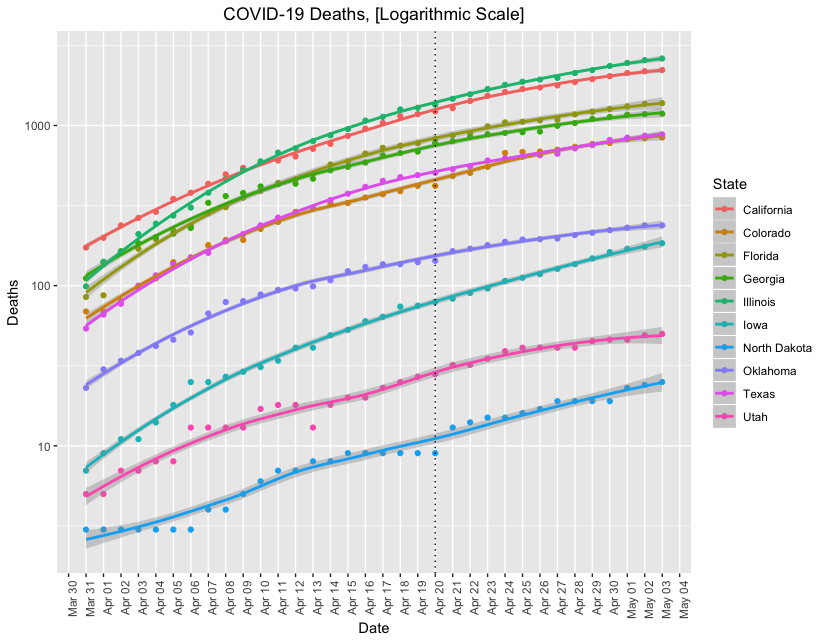 COVID-19 Deaths, [Logarithmic Scale]
Deaths
1000
100
10
Mar 30
Mar 31
Apr 01
Apr 02
Apr 03
Apr 04
Apr 05
Apr 06
Apr 07
Apr 08
Apr 09
Apr 10
Apr 11
Apr 12
Apr 13
Apr 14
Apr 15
Apr 16
Apr 17
Apr 18
Apr 19
Apr 20
Apr 21
Apr 22
Apr 23
Apr 24
Apr 25
Apr 26
Apr 27
Apr 28
Apr 29
Apr 30
May 01
May 02
May 03
May 04
Date
State
California
Colorado
Florida
Georgia
Illinois
Iowa
North Dakota
Oklahoma
Texas
Utah